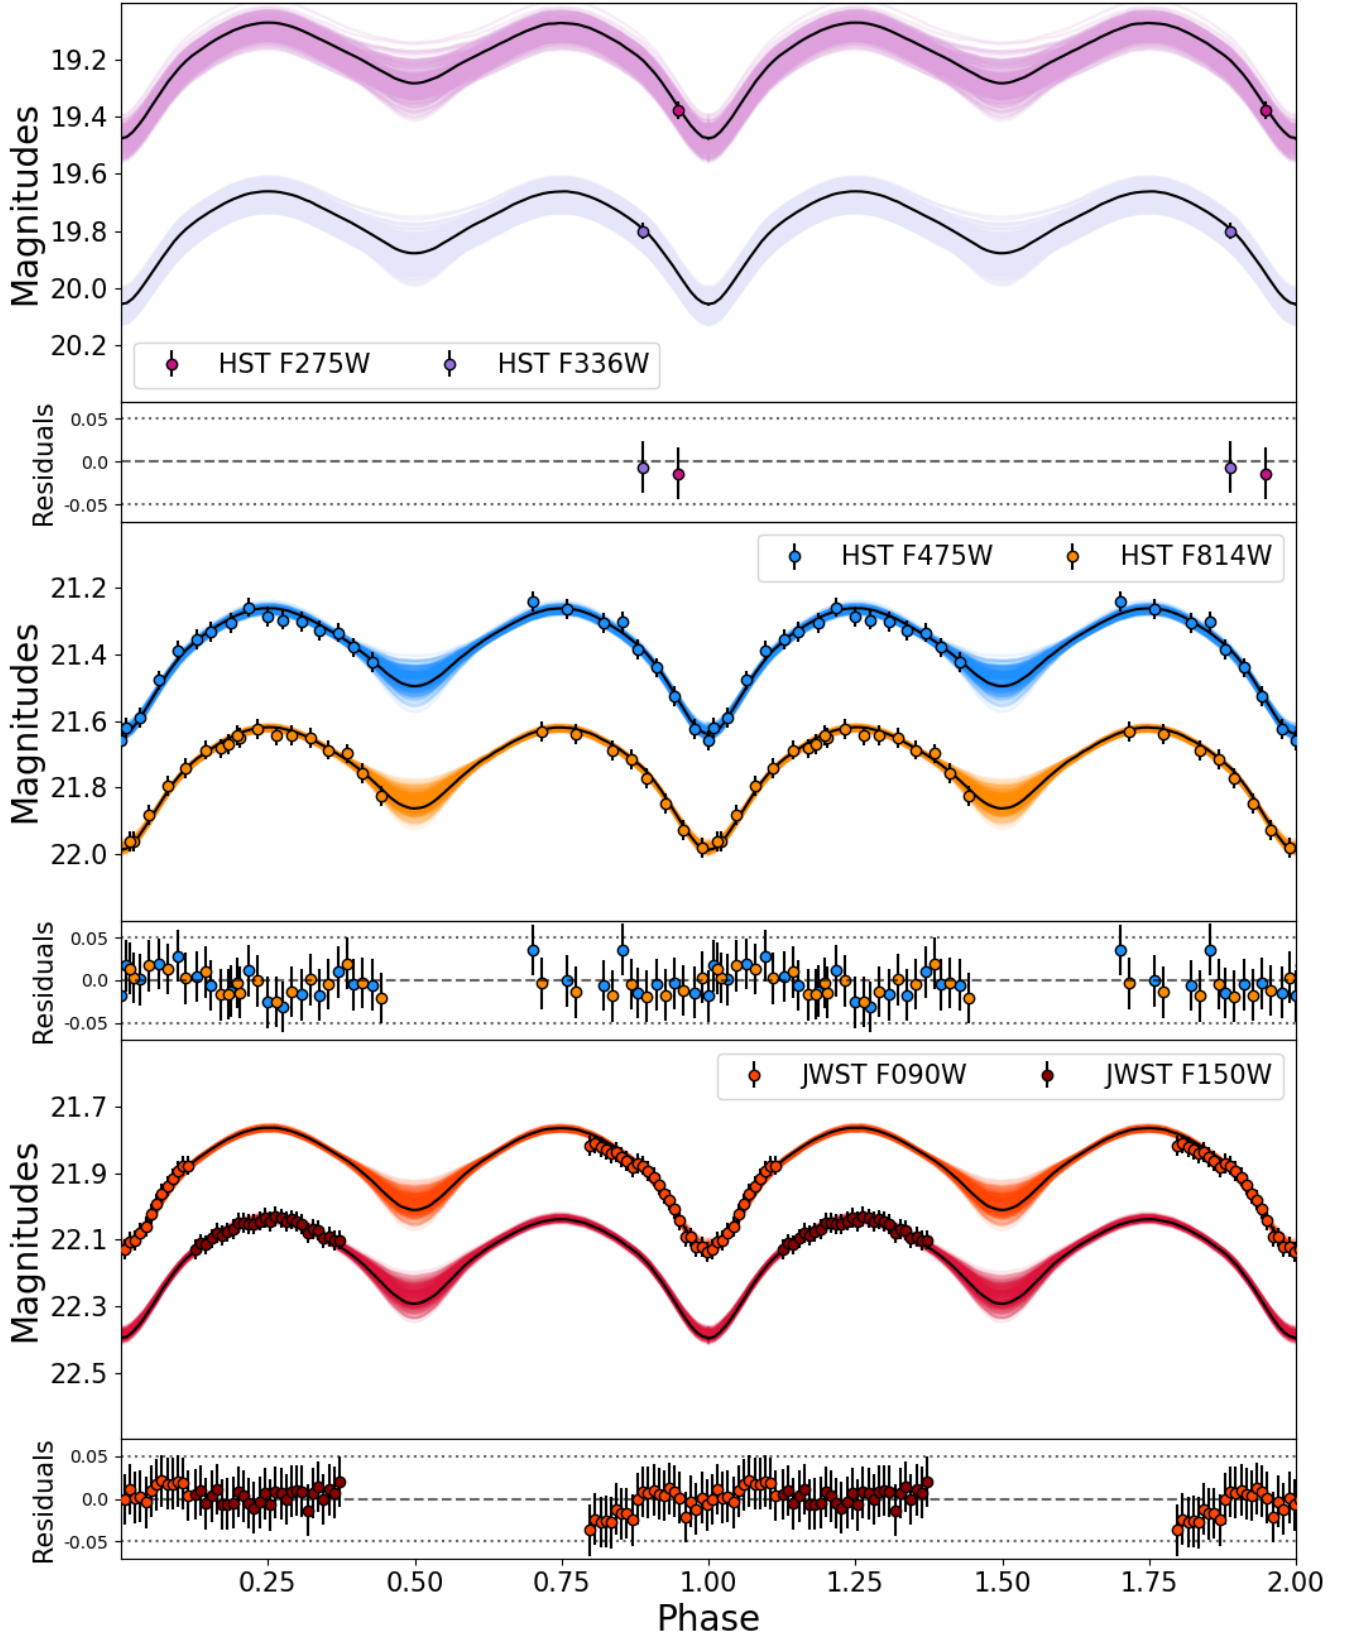 Magnitudes
19.2
19.4
19.6
19.8
20.0
20.2
HST F275W HST F336W
Residuals
0.05
0.0
-0.05
HST F475W HST F814W
Magnitudes
21.2
21.4
21.6
21.8
22.0
Residuals
0.05
0.0
-0.05
JWST F090W JWST F150W
Magnitudes
21.7
21.9
22.1
22.3
22.5
Residuals
0.05
0.0
-0.05
0.25 0.50 0.75 1.00 1.25 1.50 1.75 2.00
Phase